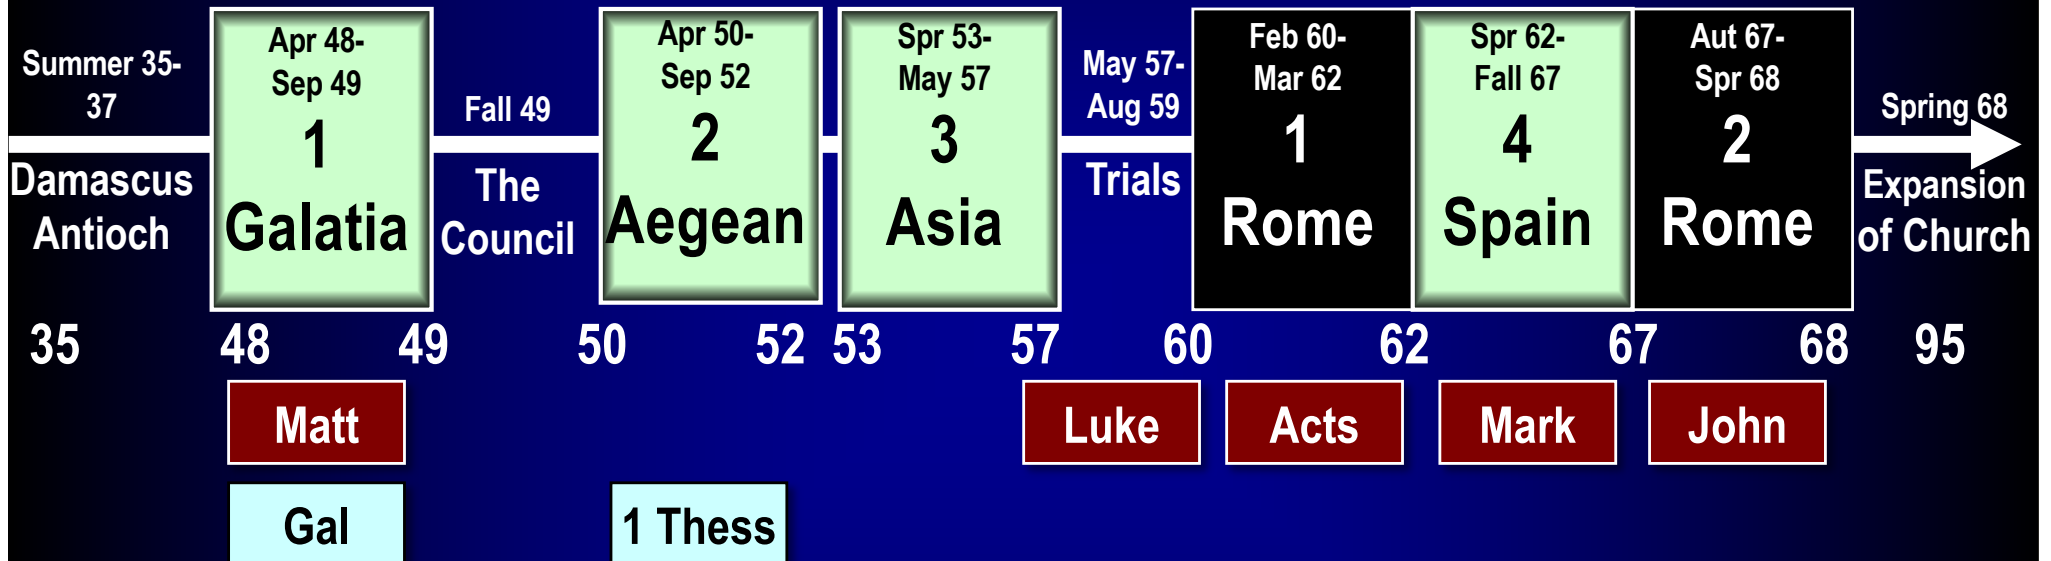 Summer 35-
37
Damascus
Antioch
Apr 48-
Sep 49
1
Galatia
Fall 49
The
Council
Apr 50-
Sep 52
2
Aegean
Spr 53-
May 57
3
Asia
May 57-
Aug 59
Trials
Feb 60-
Mar 62
1
Rome
Spr 62-
Fall 67
4
Spain
Aut 67-
Spr 68
2
Rome
Spring 68
Expansion
of Church
35 48 49 50 52 53 57 60 62 67 68 95
Matt Luke Acts Mark John
Gal 1 Thess